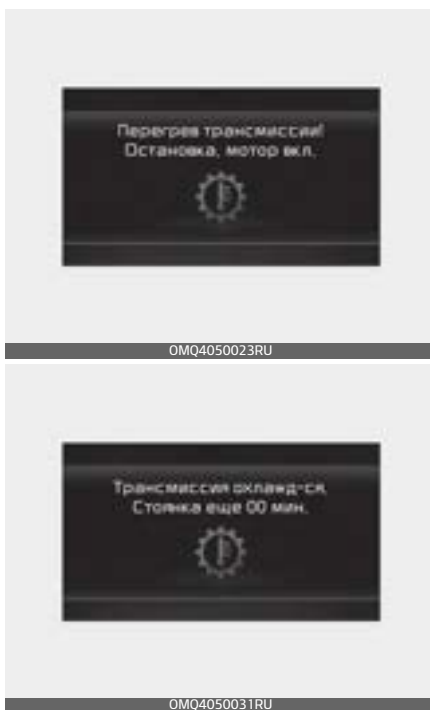 Перегрев трансмиссии!
Остановка, мотор вкл.
OMQ4050023RU
Трансмиссия охлажд-ся.
Стоянка еще 00 мин.
OMQ4050031RU